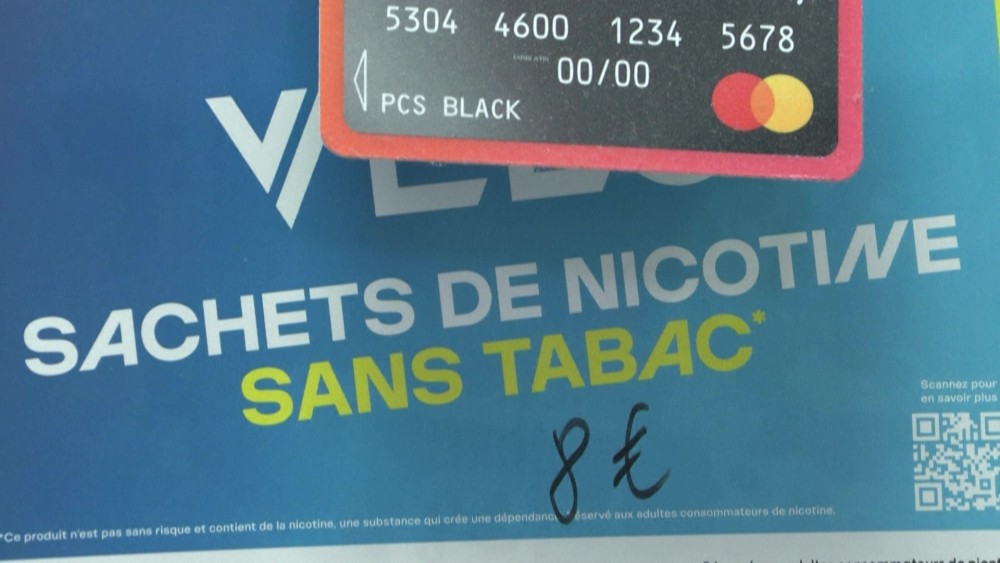 5304 4600 1234 5678
00/00
PCS BLACK
SACHETS DE NICOTINE
SANS TABAC*
Scannez pour
en savoir plus
8 €
*Ce produit n'est pas sans risque et contient de la nicotine, une substance qui crée une dépendance réservé aux adultes consommateurs de nicotine.